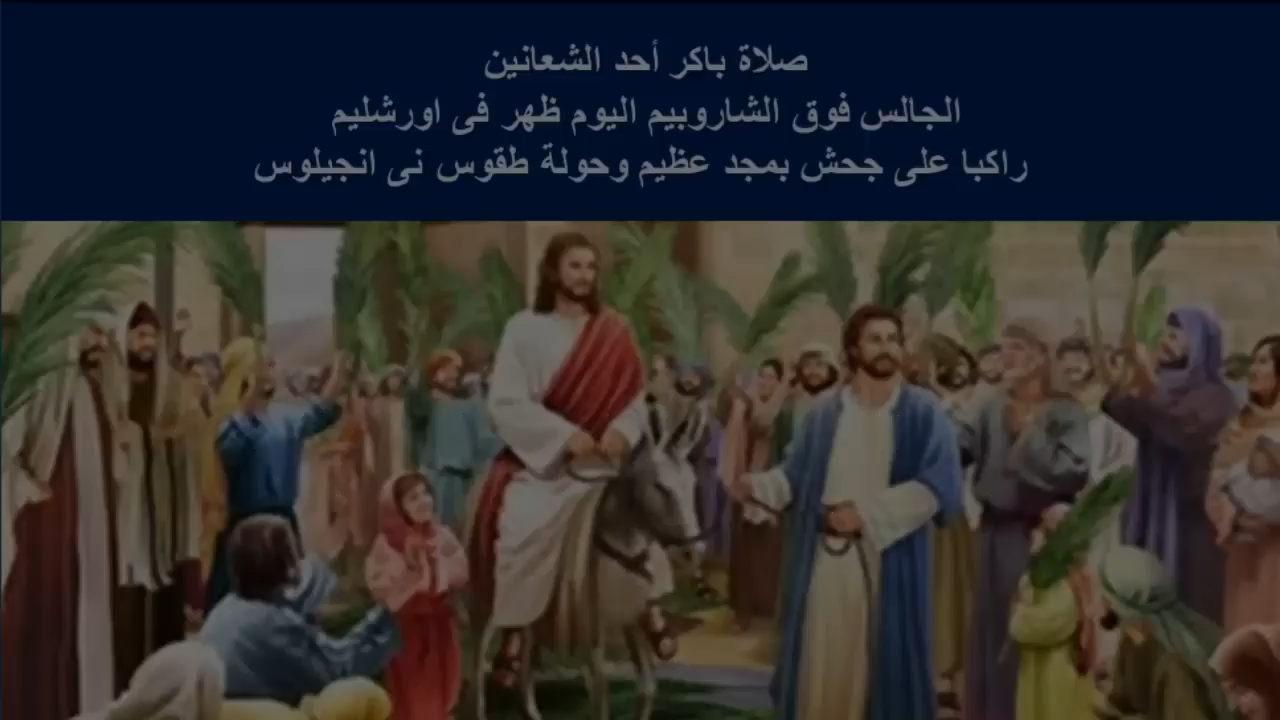 صلاة باكر أحد الشعانين
الجالس فوق الشاروبيم اليوم ظهر فى اورشليم
راكبا على جحش بمجد عظيم وحولة طقوس نى انجيلوس